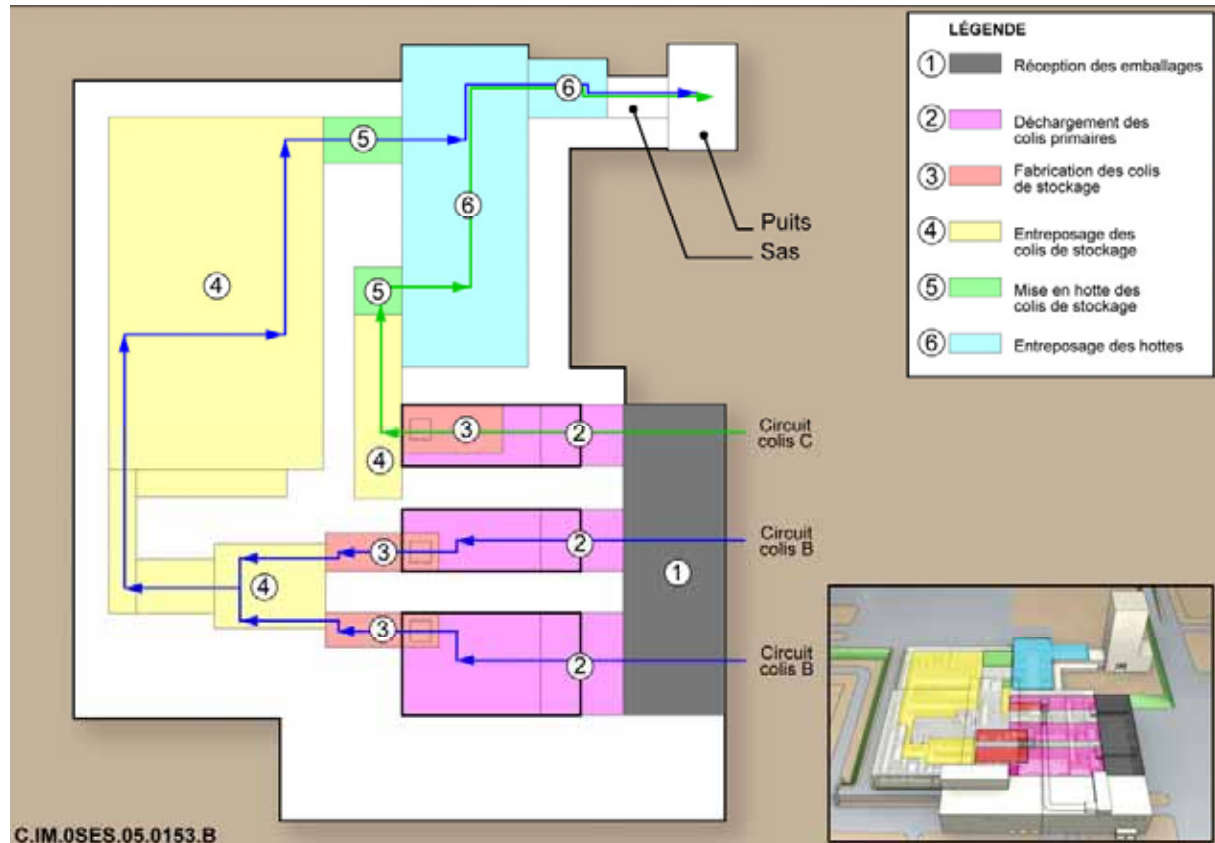 LÉGENDE
1 Réception des emballages
2 Déchargement des
colis primaires
3 Fabrication des colis
de stockage
4 Entreposage des
colis de stockage
5 Mise en hotte des
colis de stockage
6 Entreposage des hottes
6
5
6
Puits
Sas
4
5
3
2
Circuit
colis C
4
3
2
Circuit
colis B
1
4
3
2
Circuit
colis B
C.IM.0SES.05.0153.B